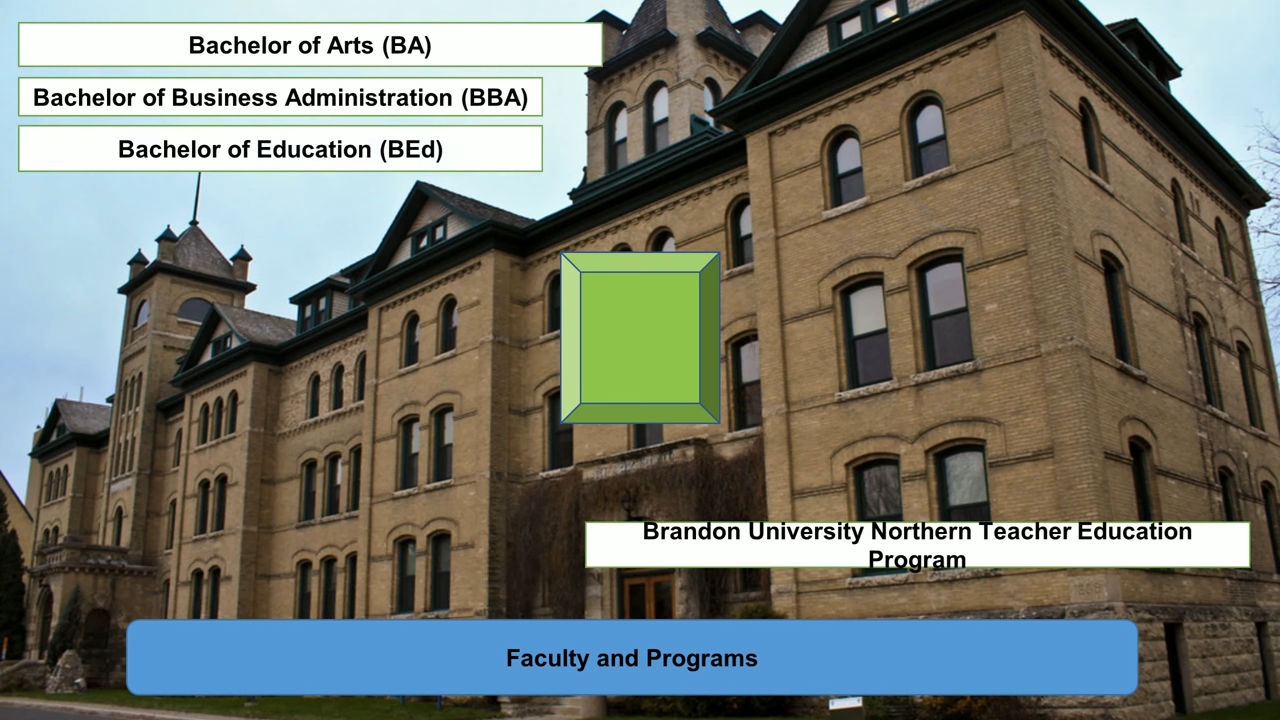 Bachelor of Arts (BA)
Bachelor of Business Administration (BBA)
Bachelor of Education (BEd)
Brandon University Northern Teacher Education
Program
Faculty and Programs